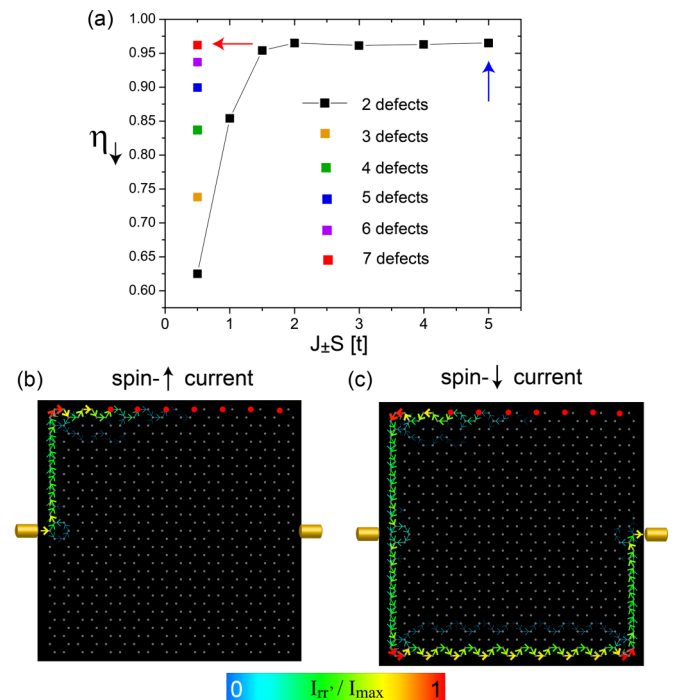 (a)
1.00
0.95
0.90
0.85
0.80
0.75
0.70
0.65
0.60
η↓
2 defects
3 defects
4 defects
5 defects
6 defects
7 defects
0 1 2 3 4 5
J±S [t]
(b) spin-↑ current
(c) spin-↓ current
0 Irr' / Imax 1